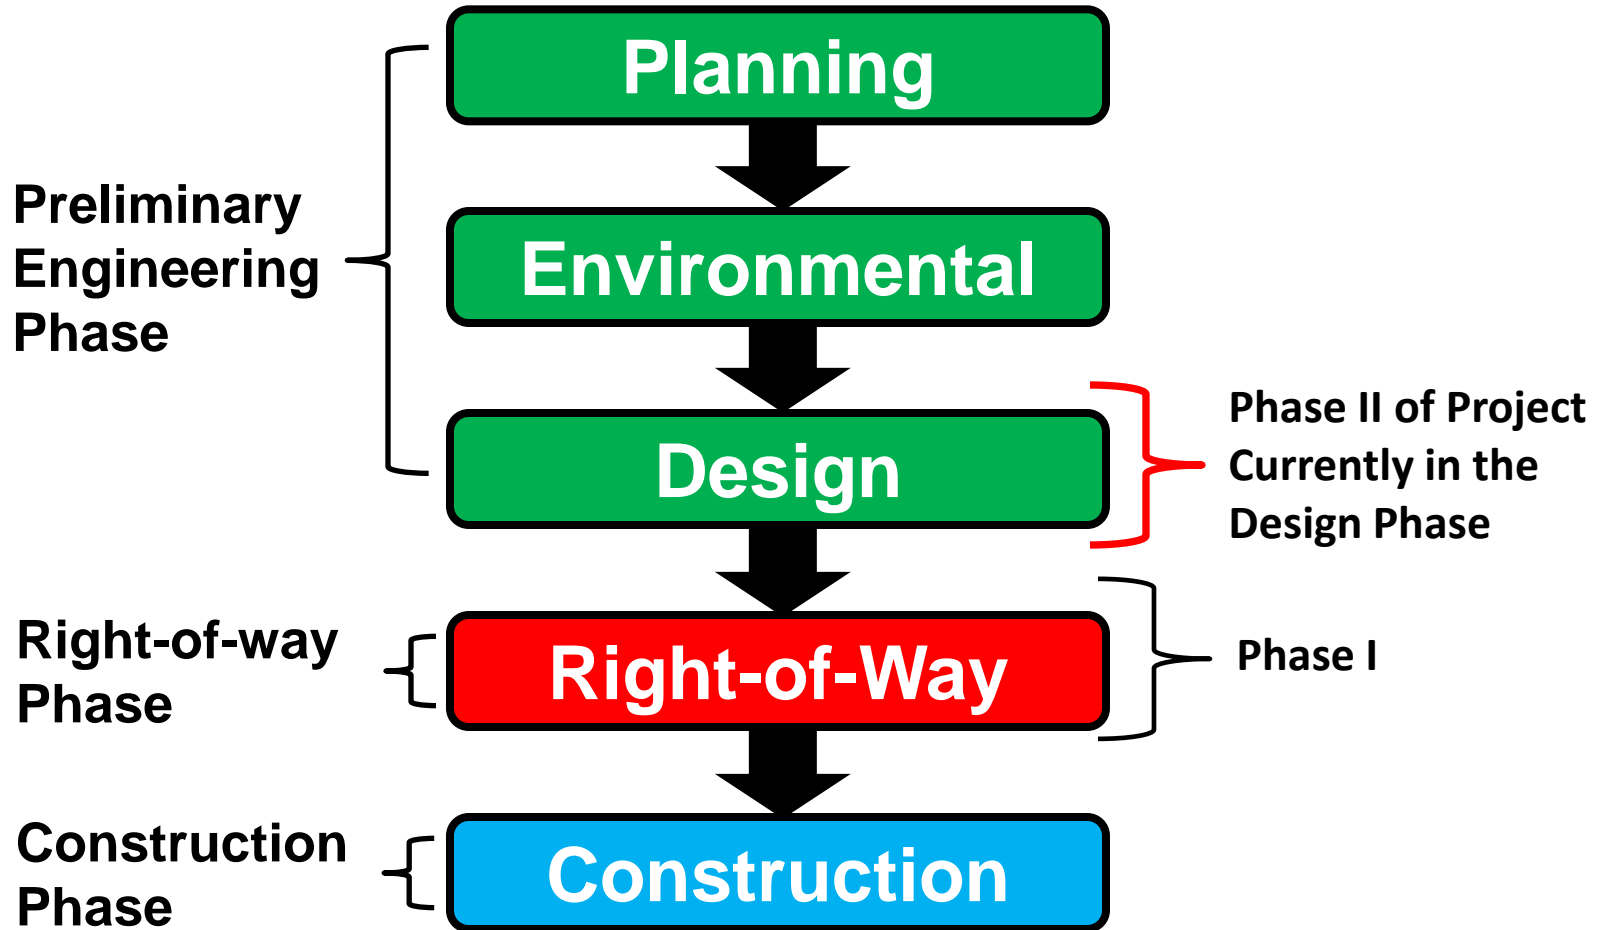 Planning
Preliminary
Engineering
Phase
Environmental
Design
Phase II of Project
Currently in the
Design Phase
Right-of-way
Phase
Right-of-Way
Phase I
Construction
Phase
Construction